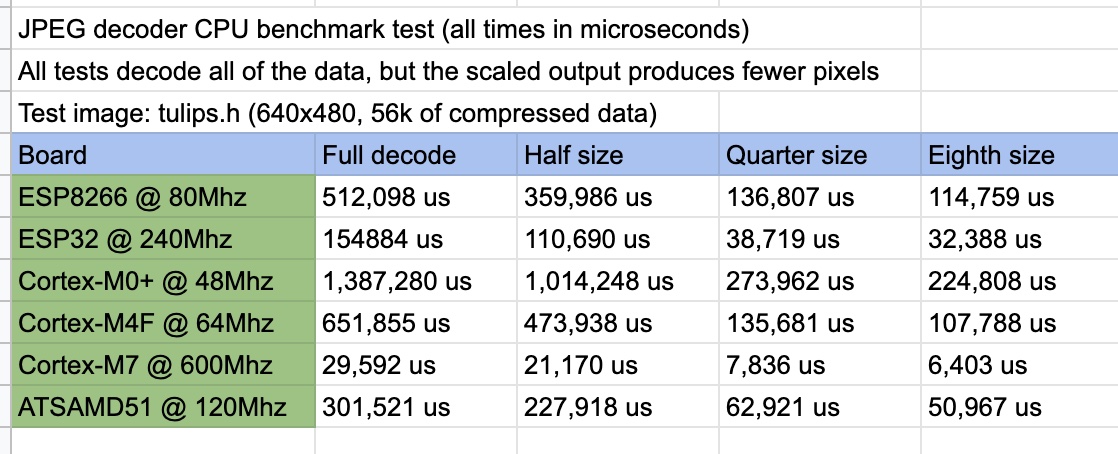 JPEG decoder CPU benchmark test (all times in microseconds)
All tests decode all of the data, but the scaled output produces fewer pixels
Test image: tulips.h (640x480, 56k of compressed data)
Board Full decode Half size Quarter size Eighth size
ESP8266 @ 80Mhz 512,098 us 359,986 us 136,807 us 114,759 us
ESP32 @ 240Mhz 154884 us 110,690 us 38,719 us 32,388 us
Cortex-M0+ @ 48Mhz 1,387,280 us 1,014,248 us 273,962 us 224,808 us
Cortex-M4F @ 64Mhz 651,855 us 473,938 us 135,681 us 107,788 us
Cortex-M7 @ 600Mhz 29,592 us 21,170 us 7,836 us 6,403 us
ATSAMD51 @ 120Mhz 301,521 us 227,918 us 62,921 us 50,967 us